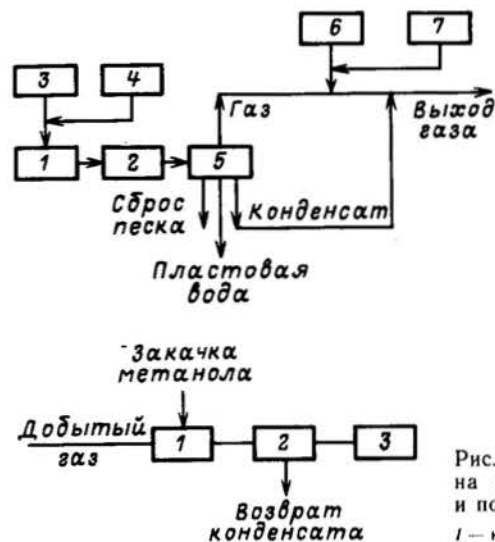 6 7
3 4
Газ
Выход
газа
1 2 5
Сброс
песка
Конденсат
Пластовая
вода
Закачка
метанола
Добытый
газ
1 2 3
Возврат
конденсата
Рис
на
и по
1 —